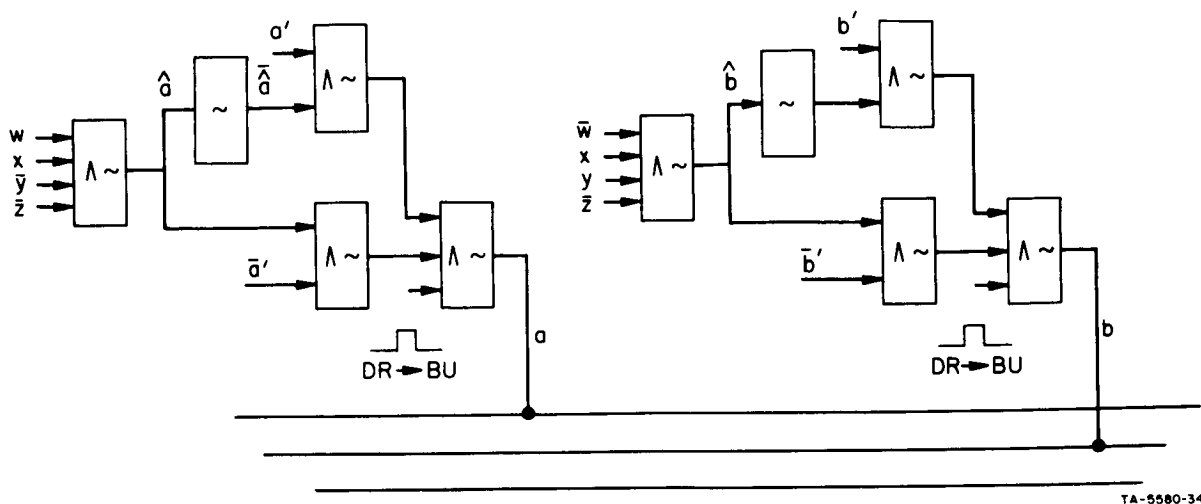 a′
Λ ~
â
~
â̄
w
x
ȳ
z̄
Λ ~
ā′
Λ ~
Λ ~
a
DR → BU
b′
Λ ~
b̂
~
w̄
x
y
z̄
Λ ~
b̄′
Λ ~
Λ ~
b
DR → BU
TA-5580-34